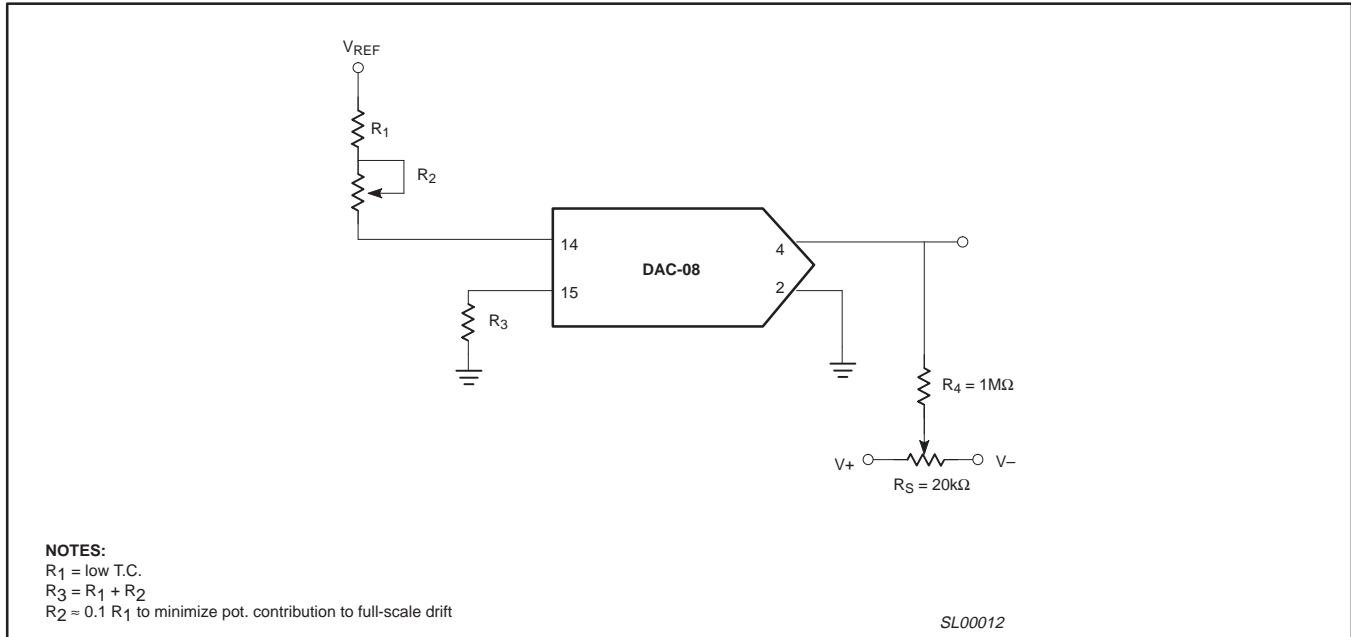 VREF
R1
R2
14
4
DAC-08
15
2
R3
R4 = 1MΩ
V+
V–
RS = 20kΩ
NOTES:
R1 = low T.C.
R3 = R1 + R2
R2 ≈ 0.1 R1 to minimize pot. contribution to full-scale drift
SL00012